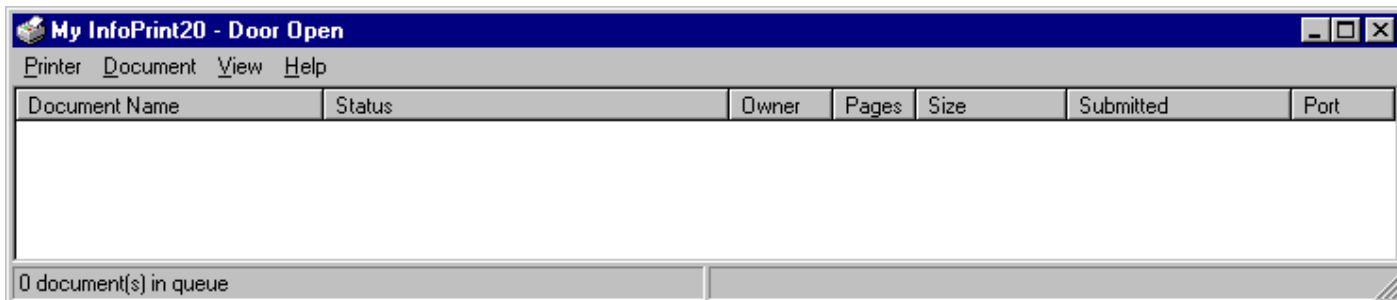 My InfoPrint20 - Door Open
Printer Document View Help
Document Name Status Owner Pages Size Submitted Port
0 document(s) in queue